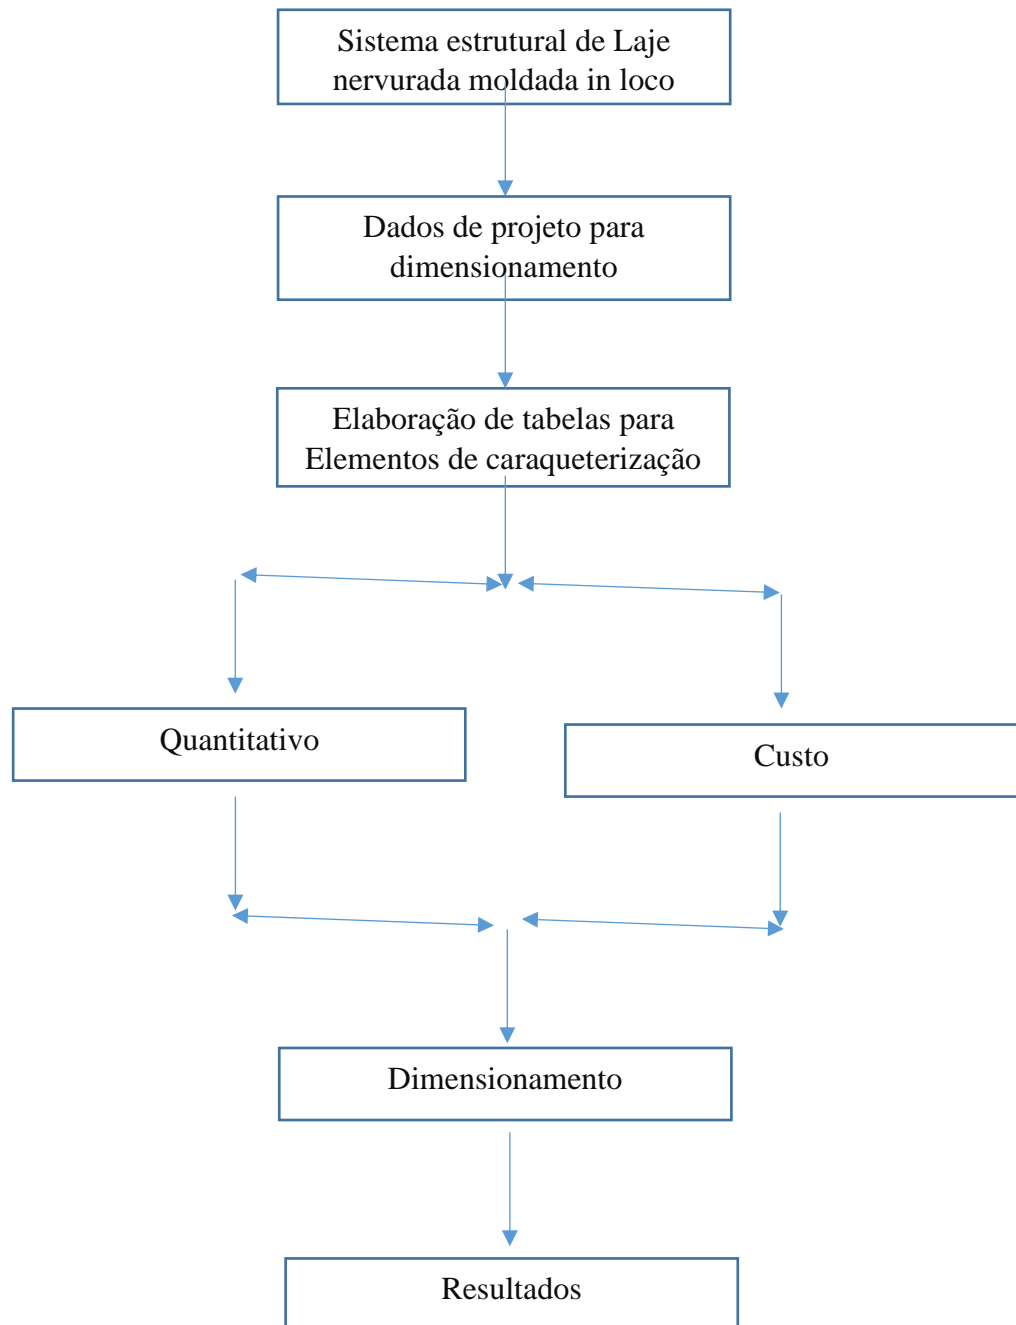 Sistema estrutural de Laje
nervurada moldada in loco
Dados de projeto para
dimensionamento
Elaboração de tabelas para
Elementos de caraqueterização
Quantitativo
Custo
Dimensionamento
Resultados